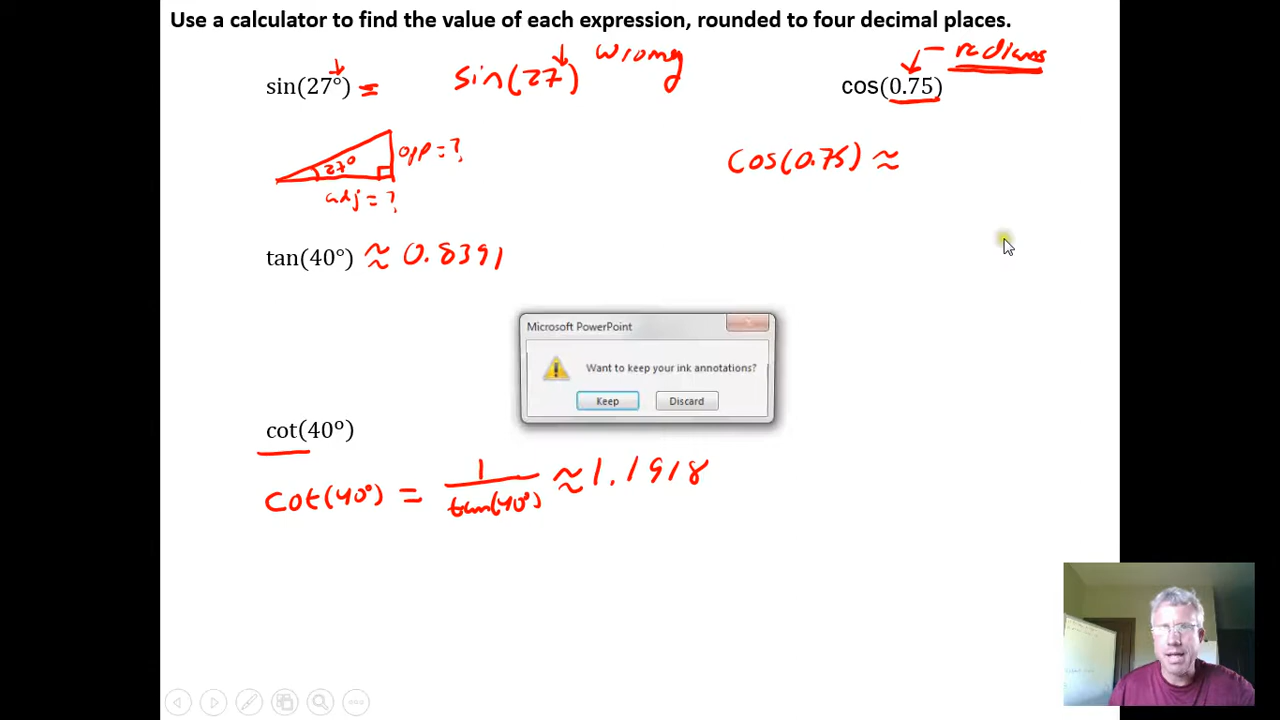 Use a calculator to find the value of each expression, rounded to four decimal places.
sin(27°) = sin(27) wrong
cos(0.75) radians
27° opp = ?
adj = ?
cos(0.75) ≈
tan(40°) ≈ 0.8391
Microsoft PowerPoint
Want to keep your ink annotations?
Keep Discard
cot(40°)
cot(40°) = 1/tan(40°) ≈ 1.1918